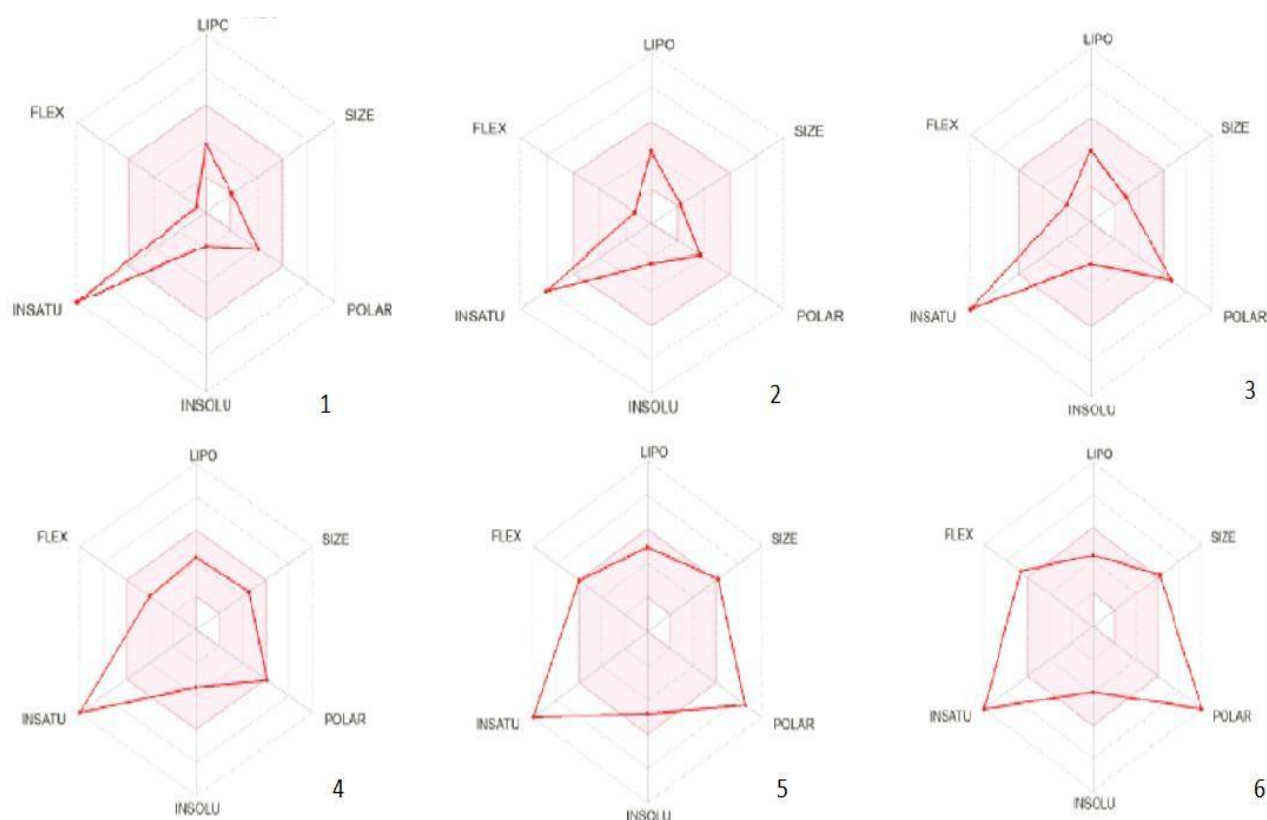 LIPO
FLEX
SIZE
INSATU
POLAR
INSOLU
1
LIPO
FLEX
SIZE
INSATU
POLAR
INSOLU
2
LIPO
FLEX
SIZE
INSATU
POLAR
INSOLU
3
LIPO
FLEX
SIZE
INSATU
POLAR
INSOLU
4
LIPO
FLEX
SIZE
INSATU
POLAR
INSOLU
5
LIPO
FLEX
SIZE
INSATU
POLAR
INSOLU
6